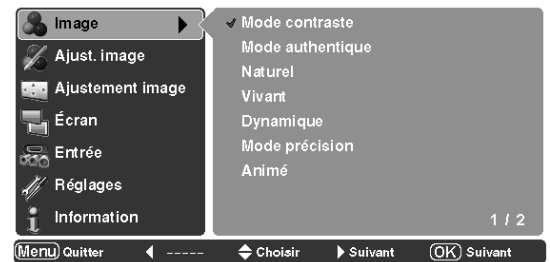 Image
Ajust. image
Ajustement image
Écran
Entrée
Réglages
Information
Mode contraste
Mode authentique
Naturel
Vivant
Dynamique
Mode précision
Animé
1 / 2
Menu Quitter ----- Choisir Suivant OK Suivant